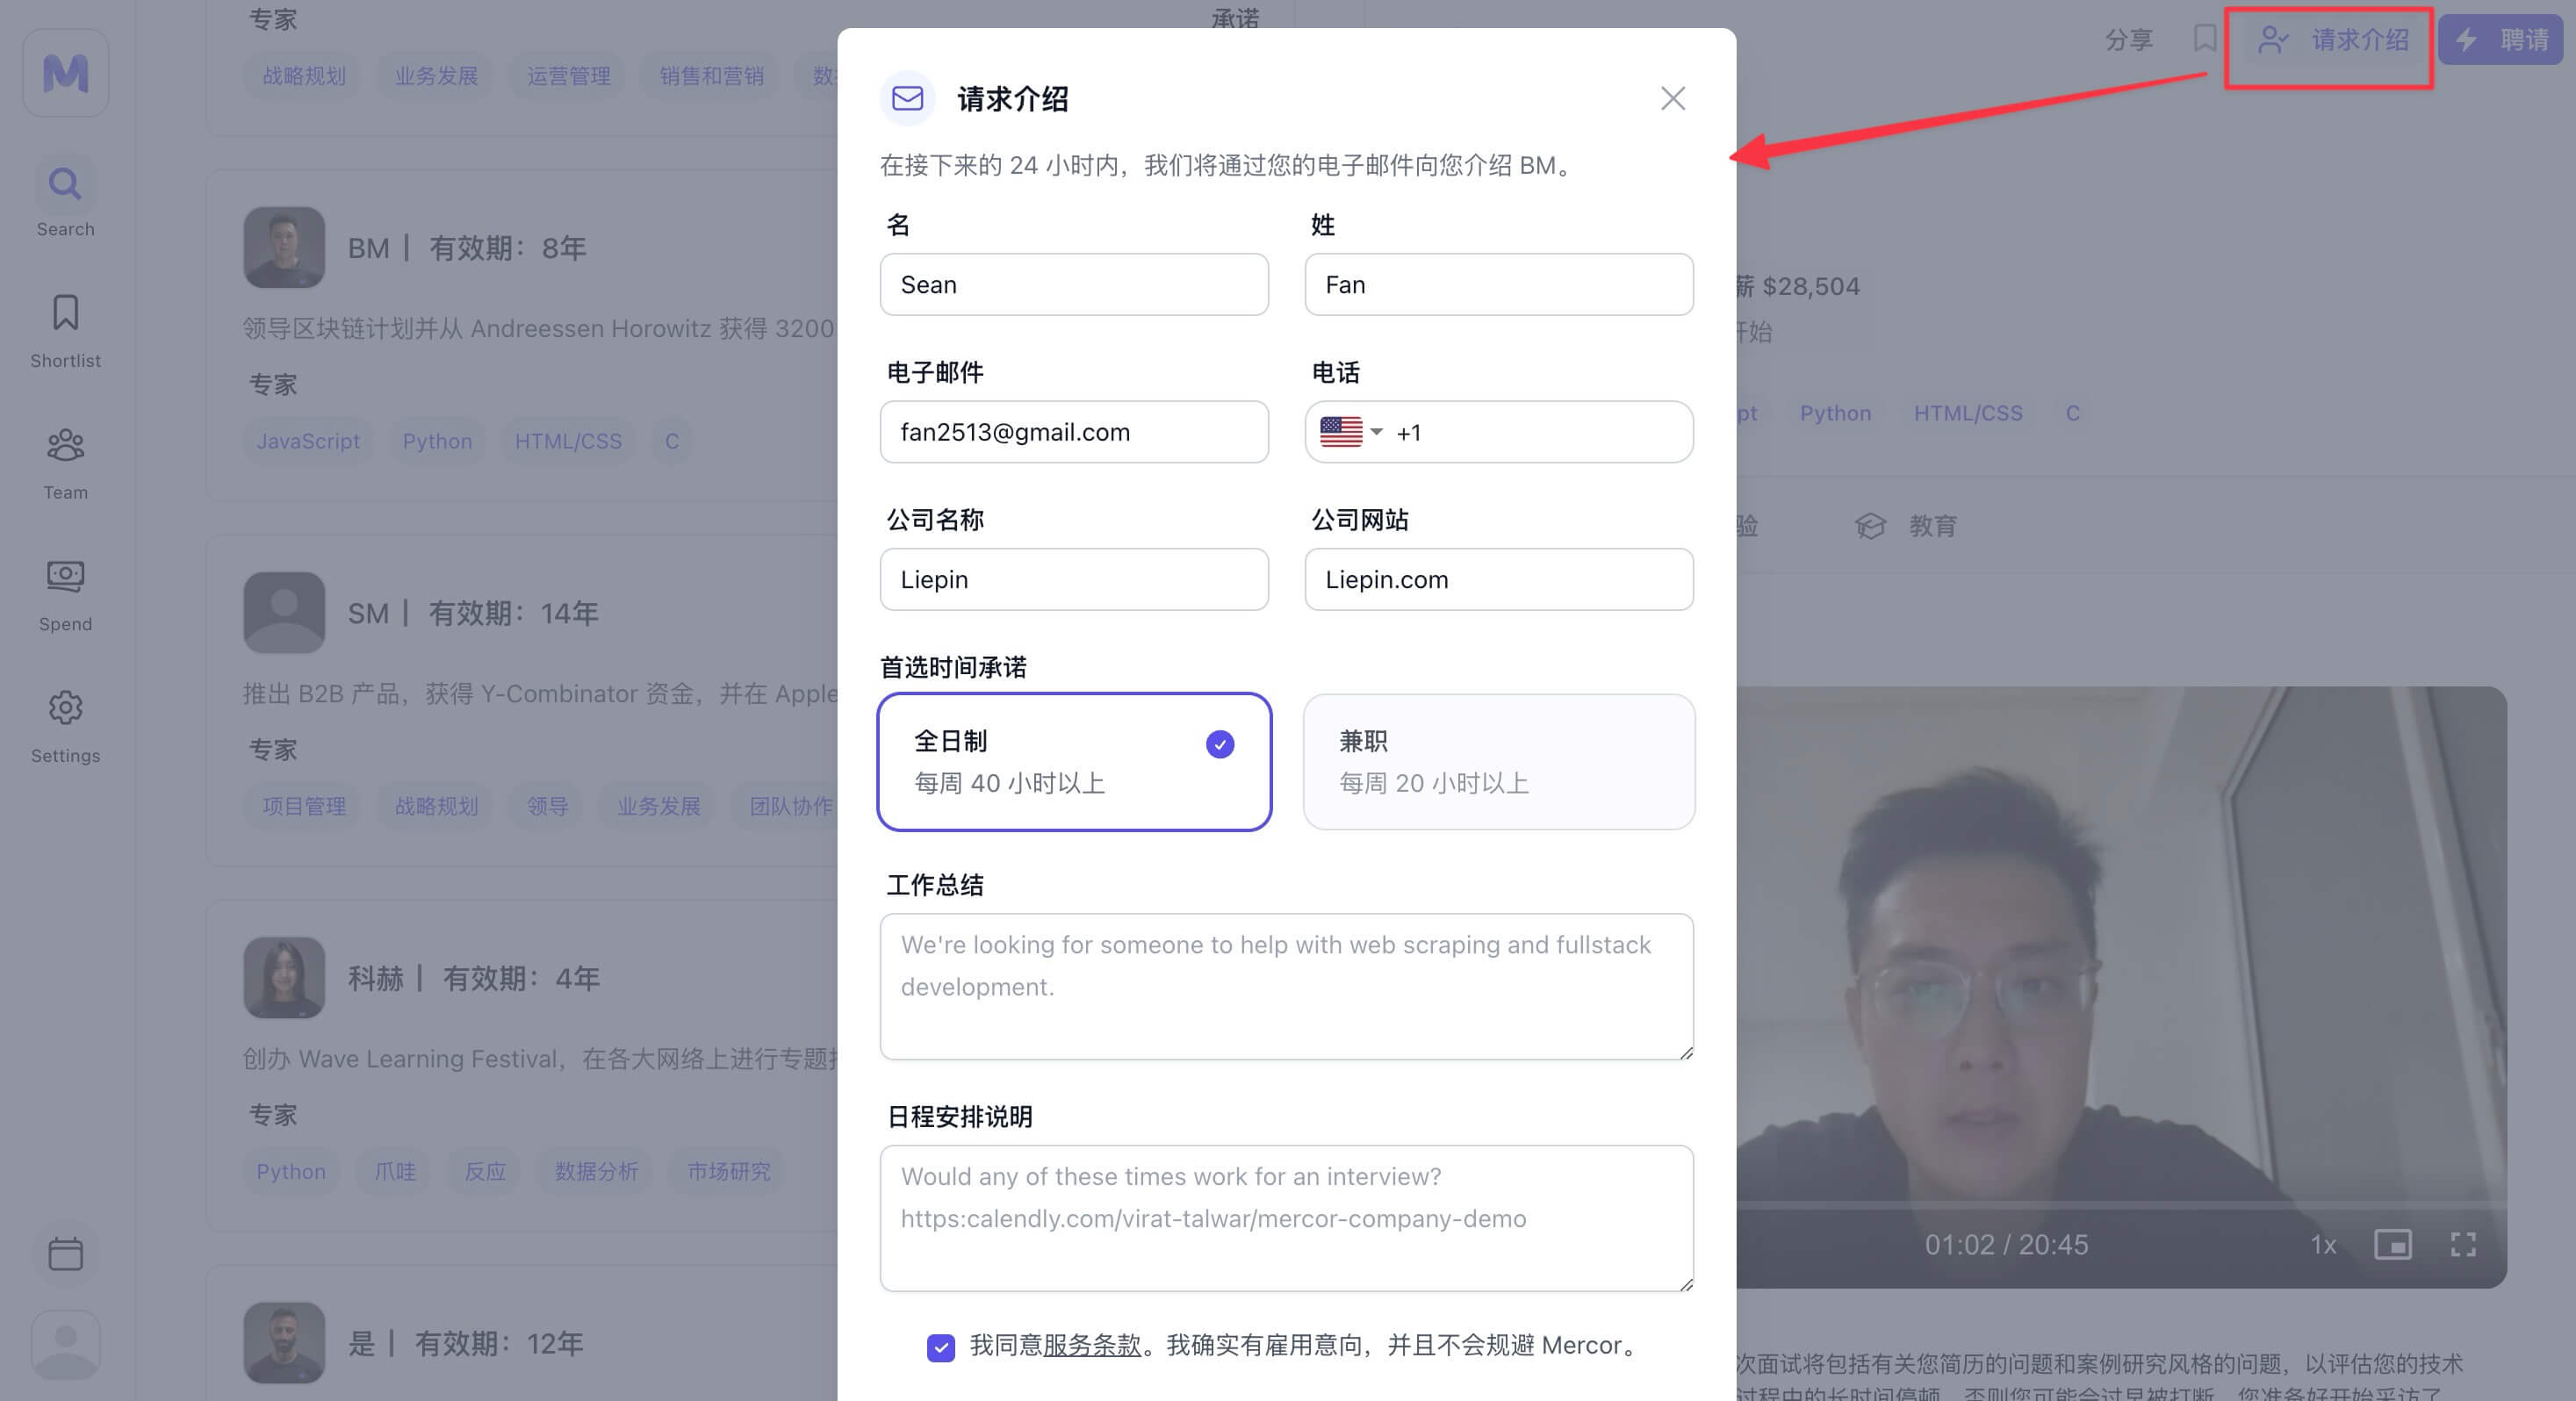 专家
承诺
战略规划
业务发展
运营管理
销售和营销
Search
Shortlist
Team
Spend
Settings
BM | 有效期：8年
领导区块链计划并从 Andreessen Horowitz 获得 3200
专家
JavaScript
Python
HTML/CSS
C
SM | 有效期：14年
推出 B2B 产品，获得 Y-Combinator 资金，并在 Apple
专家
项目管理
战略规划
领导
业务发展
团队协作
科赫 | 有效期：4年
创办 Wave Learning Festival，在各大网络上进行专题
专家
Python
爪哇
反应
数据分析
市场研究
是 | 有效期：12年
请求介绍
在接下来的 24 小时内，我们将通过您的电子邮件向您介绍 BM。
名
姓
Sean
Fan
电子邮件
电话
fan2513@gmail.com
+1
公司名称
公司网站
Liepin
Liepin.com
首选时间承诺
全日制
每周 40 小时以上
兼职
每周 20 小时以上
工作总结
We're looking for someone to help with web scraping and fullstack
development.
日程安排说明
Would any of these times work for an interview?
https:calendly.com/virat-talwar/mercor-company-demo
我同意服务条款。我确实有雇用意向，并且不会规避 Mercor。
分享
请求介绍
聘请
薪 $28,504
开始
pt
Python
HTML/CSS
C
验
教育
01:02 / 20:45
1x
次面试将包括有关您简历的问题和案例研究风格的问题，以评估您的技术